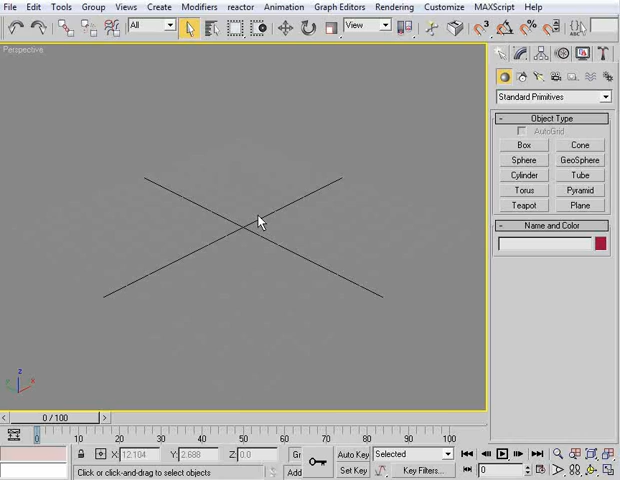 File Edit Tools Group Views Create Modifiers reactor Animation Graph Editors Rendering Customize MAXScript Help
All View
Perspective
Standard Primitives
- Object Type
AutoGrid
Box Cone
Sphere GeoSphere
Cylinder Tube
Torus Pyramid
Teapot Plane
- Name and Color
z
x
< 0 / 100 >
0 10 20 30 40 50 60 70 80 90 100
X: 12.104 Y: 2.688 Z: 0.0 Gr Auto Key Selected
Click or click-and-drag to select objects Add Set Key Key Filters... 0